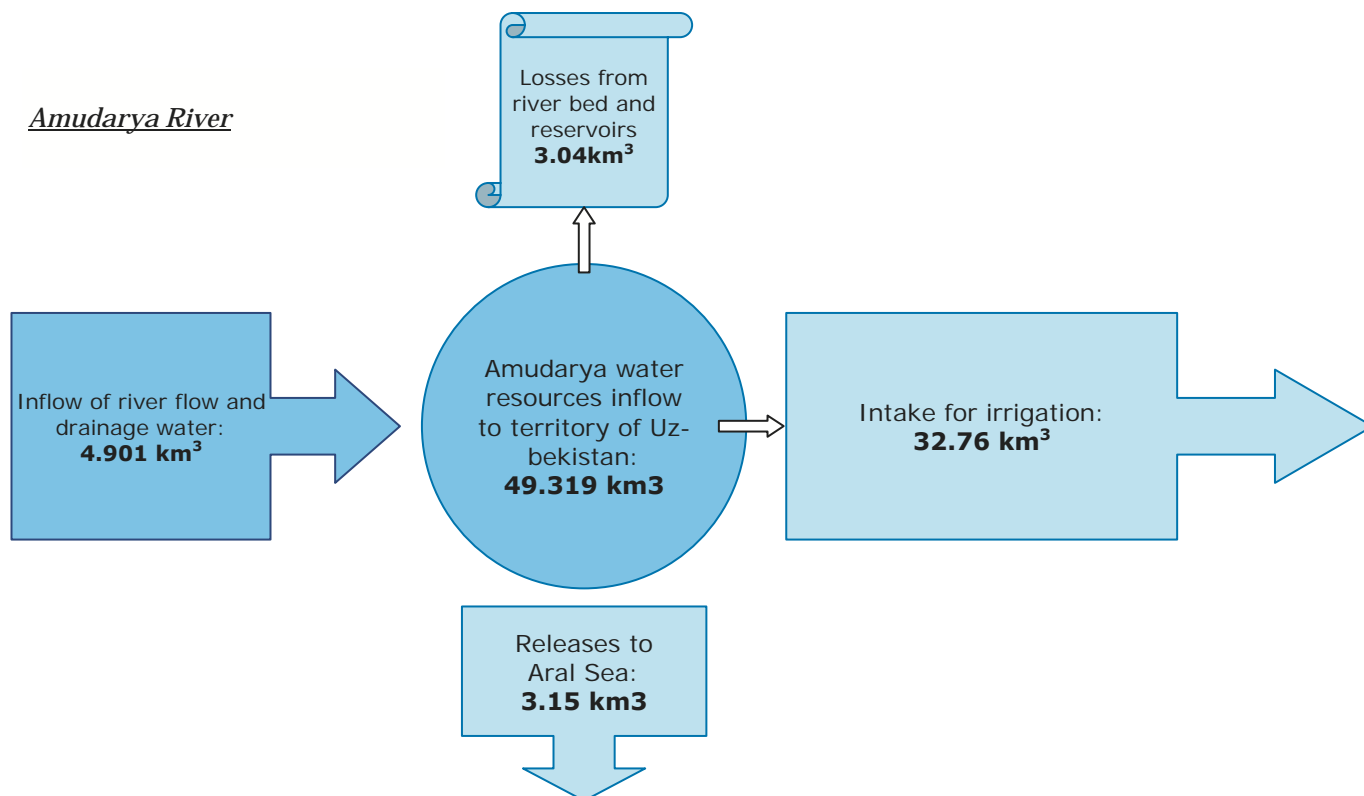 Amudarya River
Losses from
river bed and
reservoirs
3.04km³
Inflow of river flow and
drainage water:
4.901 km³
Amudarya water
resources inflow
to territory of Uz-
bekistan:
49.319 km3
Intake for irrigation:
32.76 km³
Releases to
Aral Sea:
3.15 km3